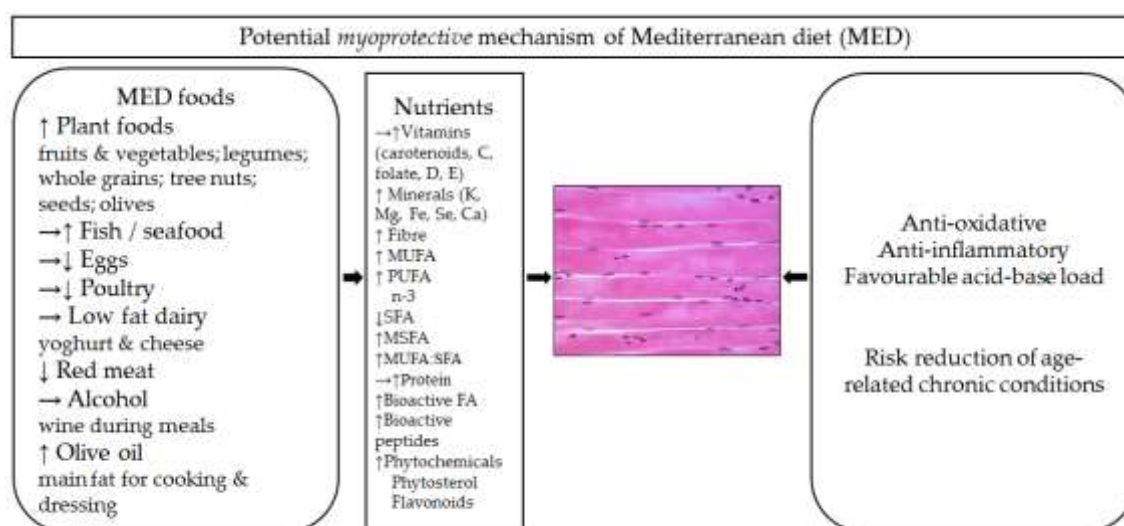 Potential myoprotective mechanism of Mediterranean diet (MED)
MED foods
↑ Plant foods
fruits & vegetables; legumes;
whole grains; tree nuts;
seeds; olives
→↑ Fish / seafood
→↓ Eggs
→↓ Poultry
→ Low fat dairy
yoghurt & cheese
↓ Red meat
→ Alcohol
wine during meals
↑ Olive oil
main fat for cooking &
dressing
Nutrients
→↑Vitamins
(carotenoids, C,
folate, D, E)
↑ Minerals (K,
Mg, Fe, Se, Ca)
↑ Fibre
↑ MUFA
↑ PUFA
n-3
↓SFA
↑MSFA
↑MUFA:SFA
→↑Protein
↑Bioactive FA
↑Bioactive
peptides
↑Phytochemicals
Phytosterol
Flavonoids
Anti-oxidative
Anti-inflammatory
Favourable acid-base load
Risk reduction of age-
related chronic conditions